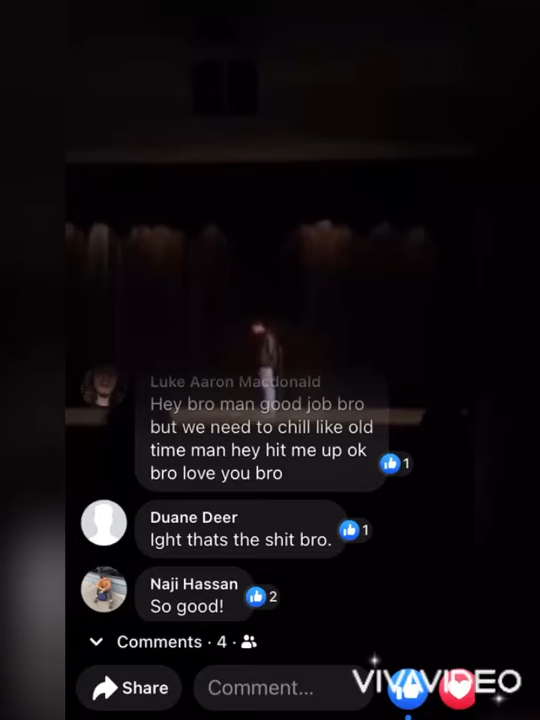 Luke Aaron Macdonald
Hey bro man good job bro
but we need to chill like old
time man hey hit me up ok
bro love you bro
1
Duane Deer
Ight thats the shit bro.
1
Naji Hassan
So good!
2
Comments · 4 ·
Share
Comment...
VIVAVIDEO